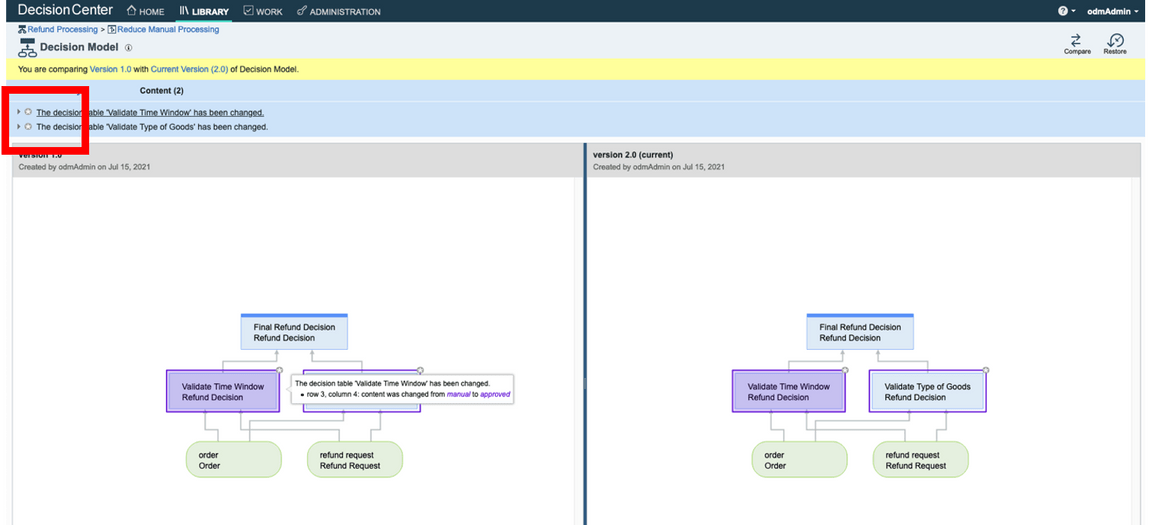 Decision Center HOME LIBRARY WORK ADMINISTRATION ? odmAdmin
Refund Processing > Reduce Manual Processing
Decision Model
Compare Restore
You are comparing Version 1.0 with Current Version (2.0) of Decision Model.
Content (2)
The decision table 'Validate Time Window' has been changed.
The decision table 'Validate Type of Goods' has been changed.
version 1.0
Created by odmAdmin on Jul 15, 2021
version 2.0 (current)
Created by odmAdmin on Jul 15, 2021
Final Refund Decision
Refund Decision
Validate Time Window
Refund Decision
The decision table 'Validate Time Window' has been changed.
• row 3, column 4: content was changed from manual to approved
order
Order
refund request
Refund Request
Final Refund Decision
Refund Decision
Validate Time Window
Refund Decision
Validate Type of Goods
Refund Decision
order
Order
refund request
Refund Request